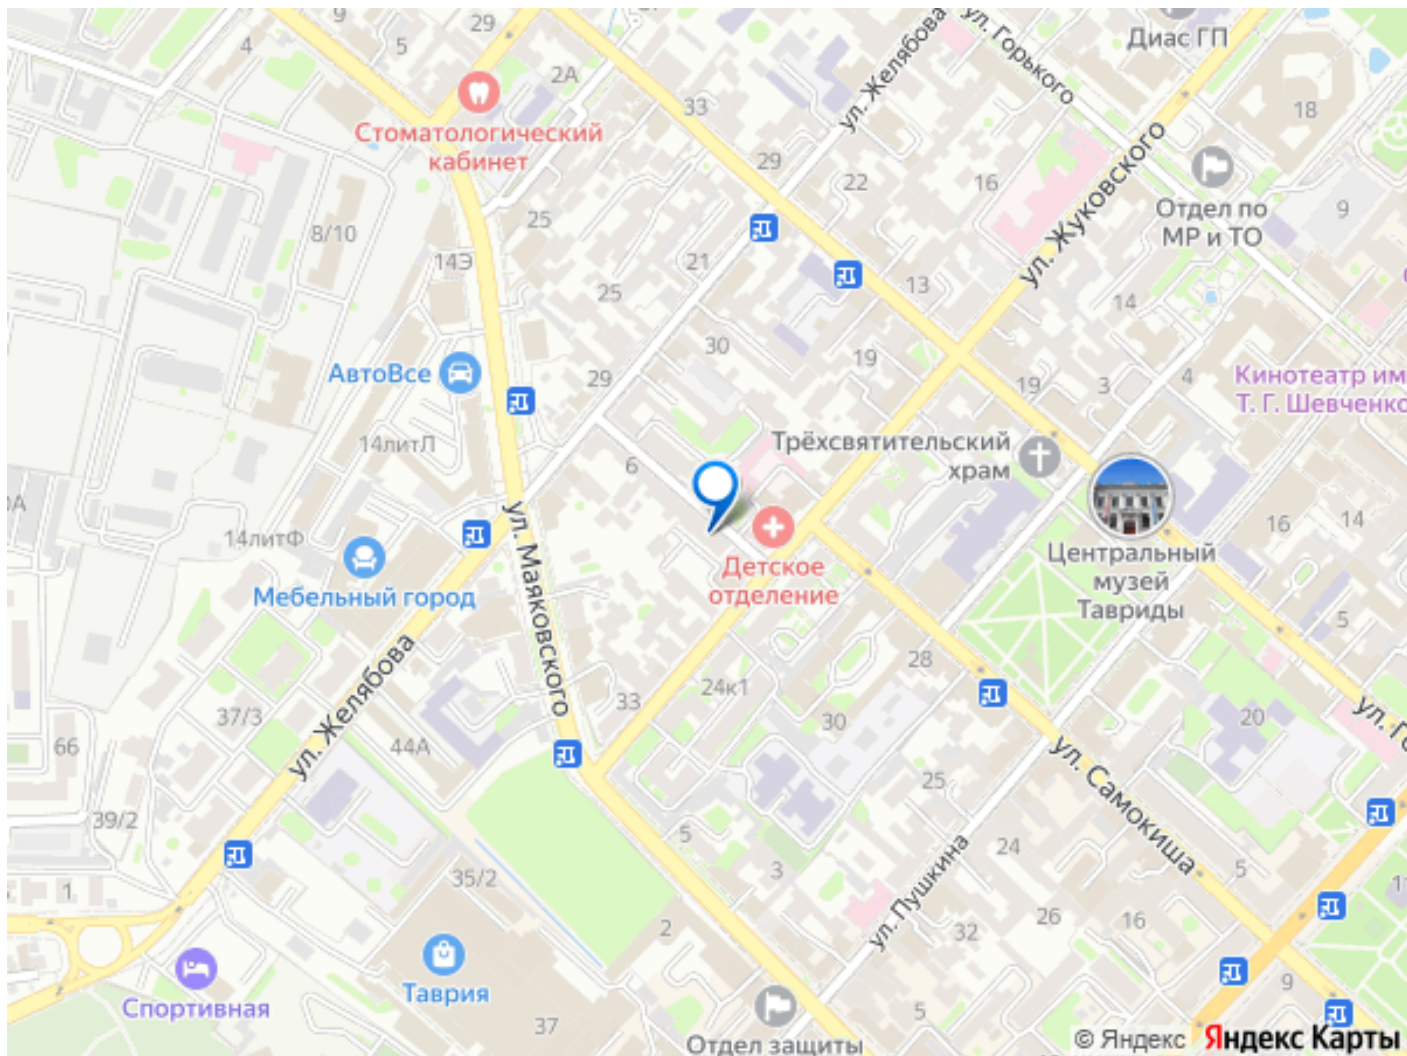 9
29
4
5
2А
Диас ГП
ул. Желябова
ул. Горького
33
18
Стоматологический
кабинет
29
22
16
ул. Жуковского
Отдел по
МР и ТО
9
25
8/10
14Э
21
25
13
14
30
19
АвтоВсе
29
19
3
4
Кинотеатр им
Т. Г. Шевченко
14литЛ
6
Трёхсвятительский
храм
14литФ
16
14
ул. Маяковского
Центральный
музей
Тавриды
Детское
отделение
Мебельный город
5
28
ул. Желябова
37/3
33
24к1
30
20
ул. Го
66
44А
25
ул. Самокиша
39/2
5
24
3
5
1
35/2
ул. Пушкина
26
16
2
32
Таврия
Спортивная
9
37
Отдел защиты
© Яндекс Яндекс Карты